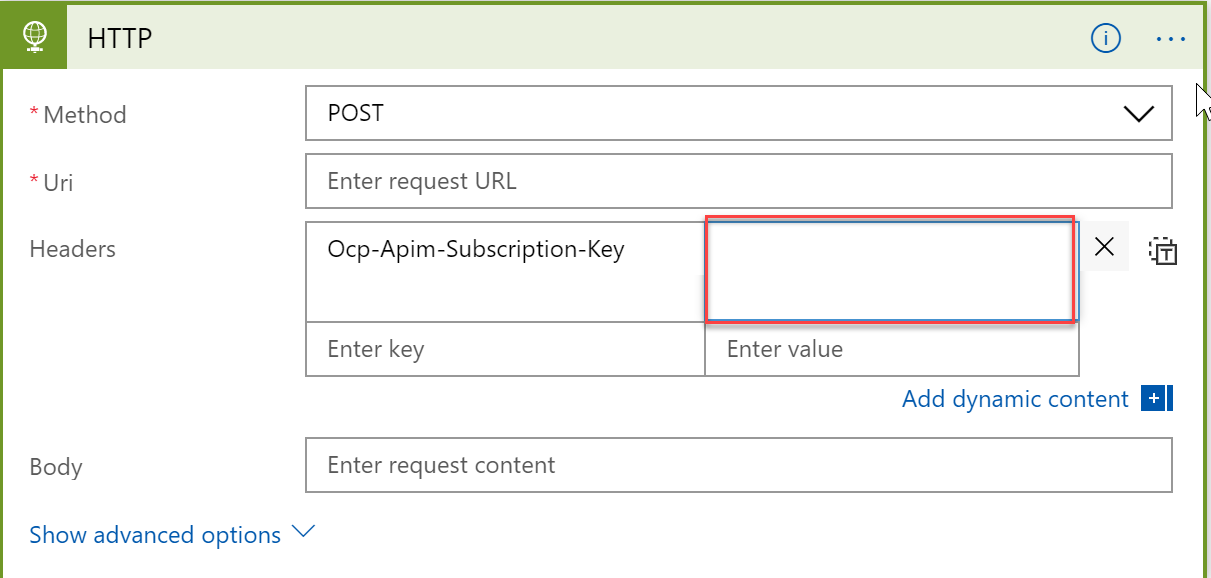 HTTP
* Method
POST
* Uri
Enter request URL
Headers
Ocp-Apim-Subscription-Key
Enter key
Enter value
Add dynamic content
Body
Enter request content
Show advanced options